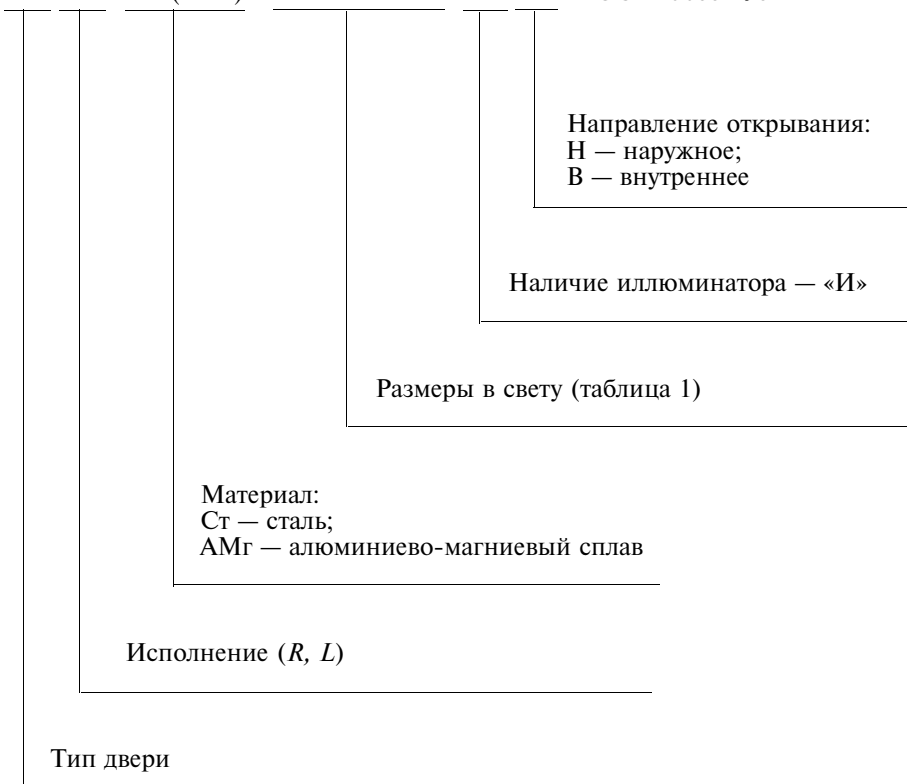 Направление открывания:
Н — наружное;
В — внутреннее
Наличие иллюминатора — «И»
Размеры в свету (таблица 1)
Материал:
Ст — сталь;
АМг — алюминиево-магниевый сплав
Исполнение (R, L)
Тип двери